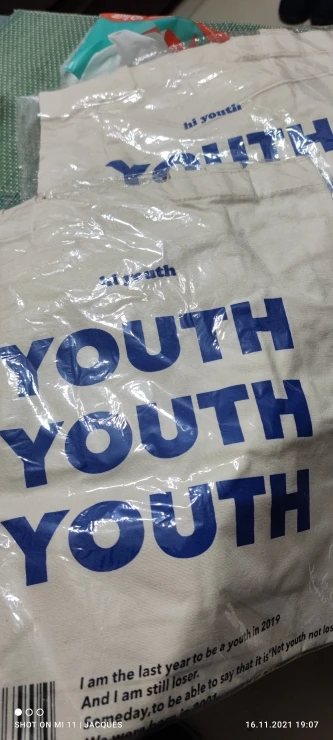 hi youth
YOUTH
hi youth
YOUTH
YOUTH
YOUTH
I am the last year to be a youth in 2019
And I am still loser.
Someday, to be able to say that it is "Not youth not los
SHOT ON MI 11 | JACQUES
16.11.2021 19:07